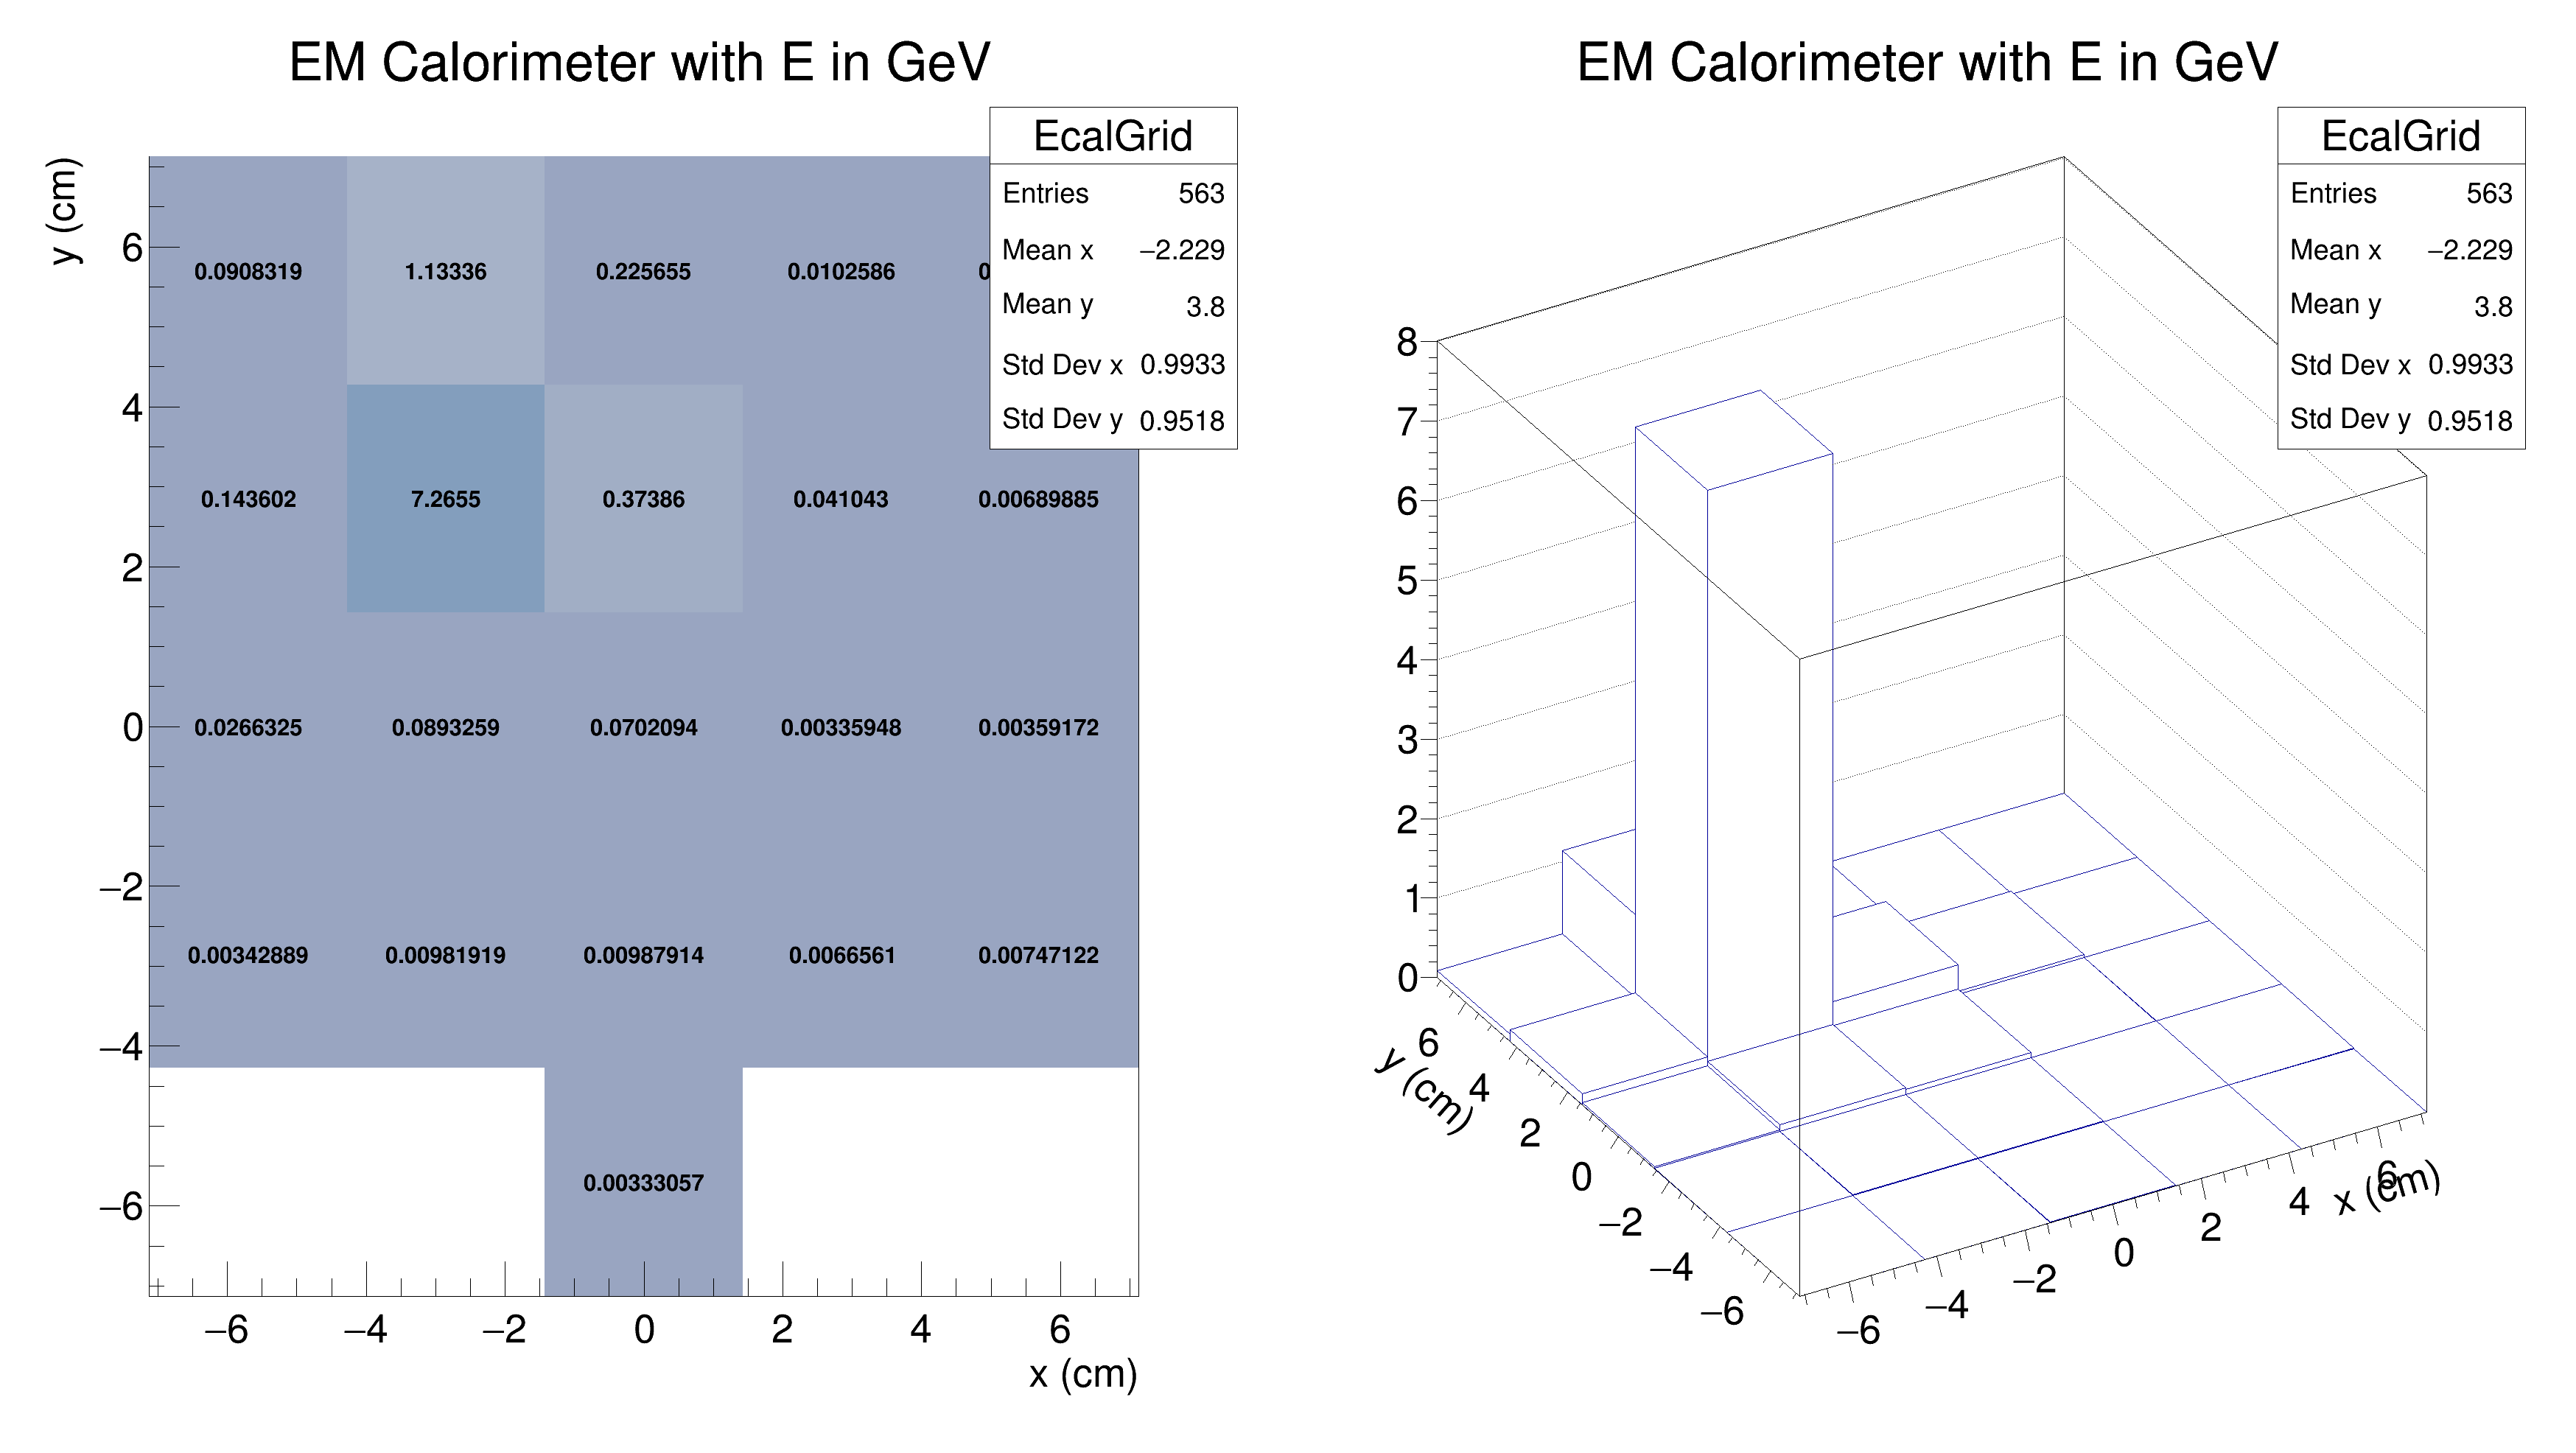 EM Calorimeter with E in GeV
EcalGrid
Entries 563
Mean x −2.229
Mean y 3.8
Std Dev x 0.9933
Std Dev y 0.9518
y (cm)
6
4
2
0
−2
−4
−6
0.0908319 1.13336 0.225655 0.0102586
0.143602 7.2655 0.37386 0.041043 0.00689885
0.0266325 0.0893259 0.0702094 0.00335948 0.00359172
0.00342889 0.00981919 0.00987914 0.0066561 0.00747122
0.00333057
−6 −4 −2 0 2 4 6
x (cm)
EM Calorimeter with E in GeV
EcalGrid
Entries 563
Mean x −2.229
Mean y 3.8
Std Dev x 0.9933
Std Dev y 0.9518
8
7
6
5
4
3
2
1
0
y (cm)
6
4
2
0
−2
−4
−6
−6 −4 −2 0 2 4 6
x (cm)